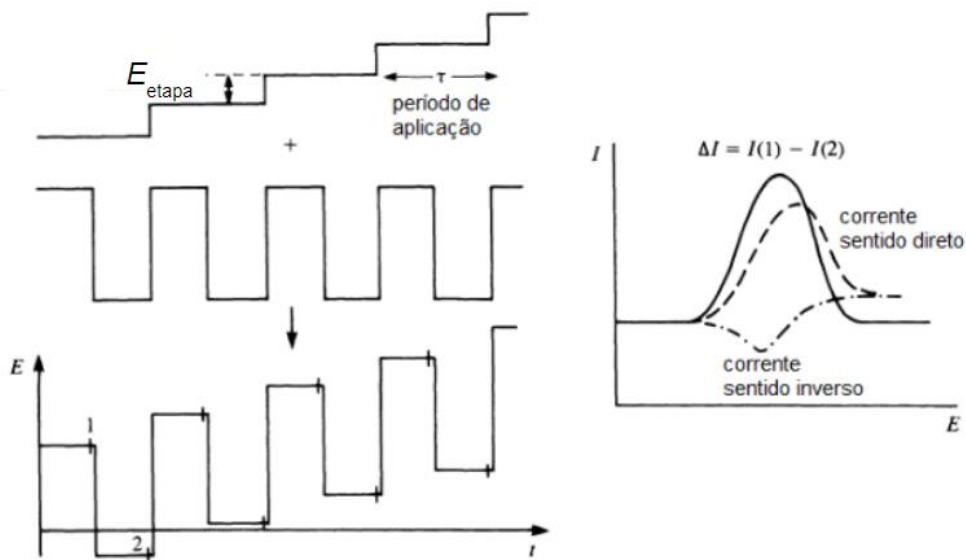 E etapa
τ
período de
aplicação
+
E
1
2
t
I
ΔI = I(1) − I(2)
corrente
sentido direto
corrente
sentido inverso
E